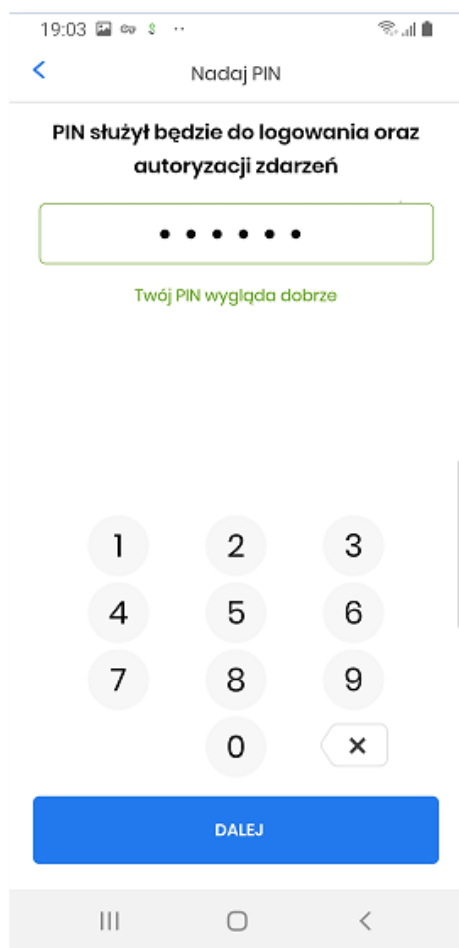 19:03
Nadaj PIN
PIN służył będzie do logowania oraz
autoryzacji zdarzeń
Twój PIN wygląda dobrze
1 2 3
4 5 6
7 8 9
0
DALEJ